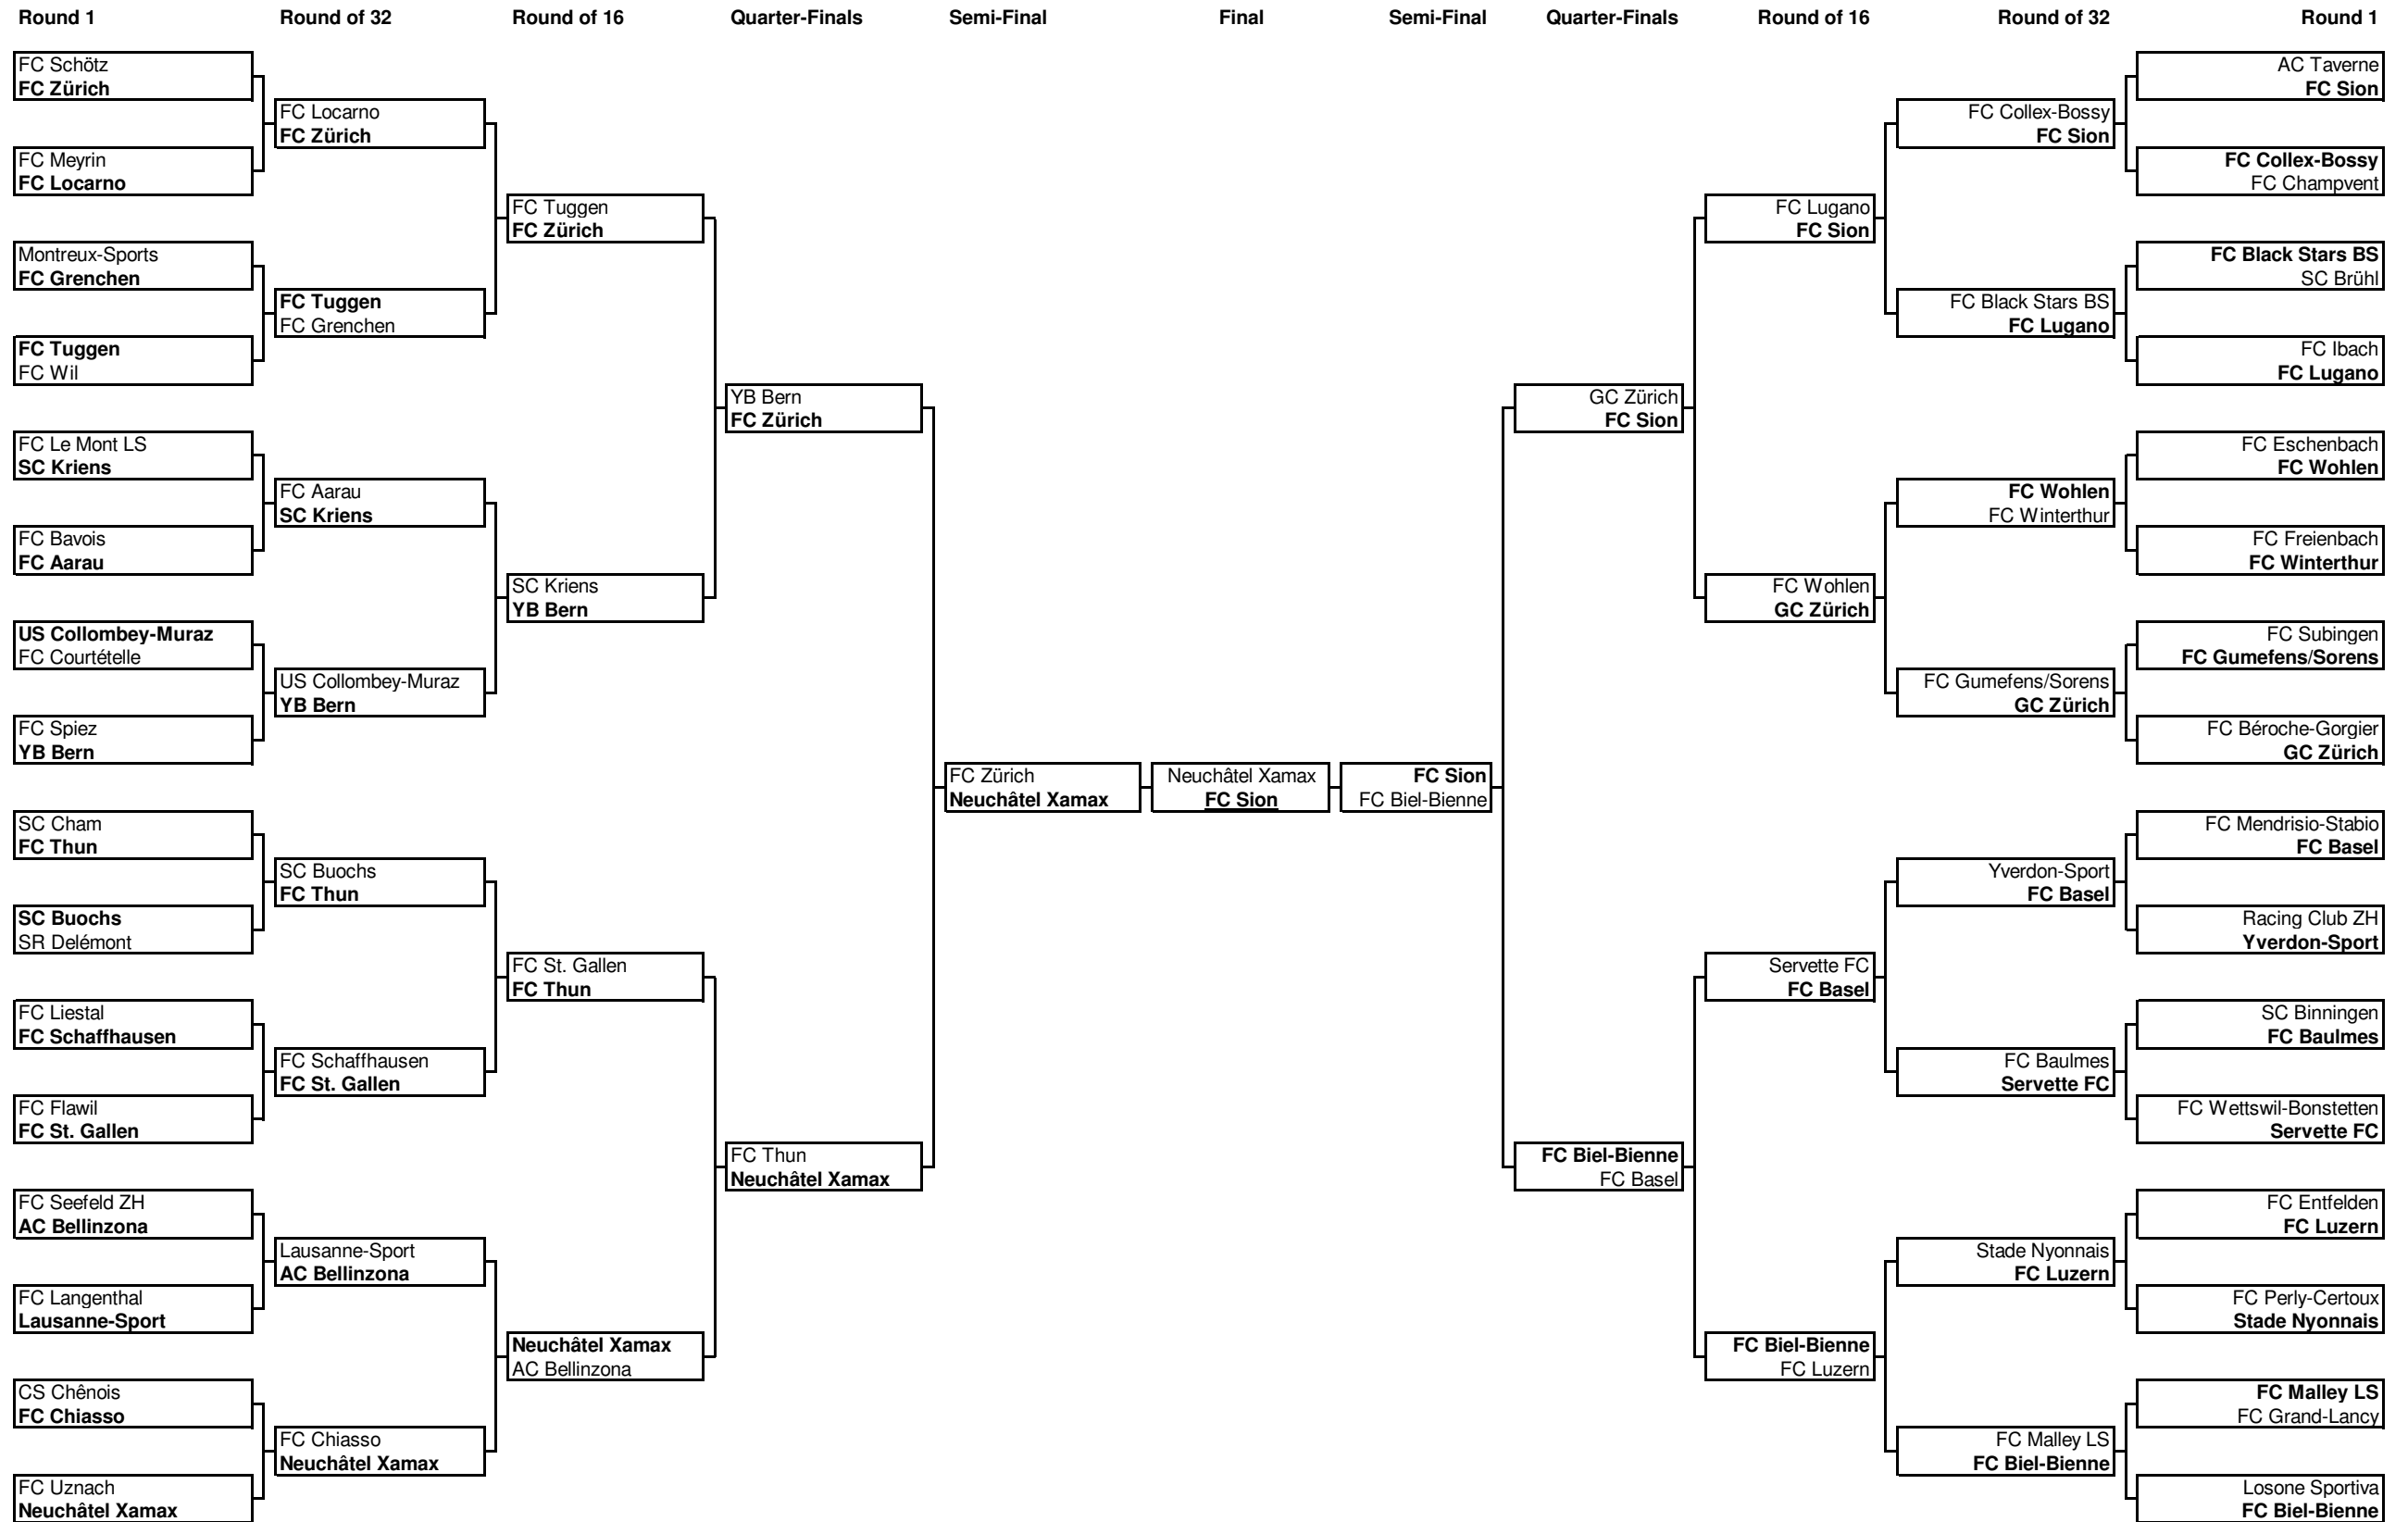 Round 1
Round of 32
Round of 16
Quarter-Finals
Semi-Final
Final
Semi-Final
Quarter-Finals
Round of 16
Round of 32
Round 1
FC Schötz
FC Zürich
FC Meyrin
FC Locarno
Montreux-Sports
FC Grenchen
FC Tuggen
FC Wil
FC Le Mont LS
SC Kriens
FC Bavois
FC Aarau
US Collombey-Muraz
FC Courtételle
FC Spiez
YB Bern
SC Cham
FC Thun
SC Buochs
SR Delémont
FC Liestal
FC Schaffhausen
FC Flawil
FC St. Gallen
FC Seefeld ZH
AC Bellinzona
FC Langenthal
Lausanne-Sport
CS Chênois
FC Chiasso
FC Uznach
Neuchâtel Xamax
FC Locarno
FC Zürich
FC Tuggen
FC Grenchen
FC Aarau
SC Kriens
US Collombey-Muraz
YB Bern
SC Buochs
FC Thun
FC Schaffhausen
FC St. Gallen
Lausanne-Sport
AC Bellinzona
FC Chiasso
Neuchâtel Xamax
FC Tuggen
FC Zürich
SC Kriens
YB Bern
FC St. Gallen
FC Thun
Neuchâtel Xamax
AC Bellinzona
YB Bern
FC Zürich
FC Thun
Neuchâtel Xamax
FC Zürich
Neuchâtel Xamax
Neuchâtel Xamax
FC Sion
FC Sion
FC Biel-Bienne
GC Zürich
FC Sion
FC Biel-Bienne
FC Basel
FC Lugano
FC Sion
FC Wohlen
GC Zürich
Servette FC
FC Basel
FC Biel-Bienne
FC Luzern
FC Collex-Bossy
FC Sion
FC Black Stars BS
FC Lugano
FC Wohlen
FC Winterthur
FC Gumefens/Sorens
GC Zürich
Yverdon-Sport
FC Basel
FC Baulmes
Servette FC
Stade Nyonnais
FC Luzern
FC Malley LS
FC Biel-Bienne
AC Taverne
FC Sion
FC Collex-Bossy
FC Champvent
FC Black Stars BS
SC Brühl
FC Ibach
FC Lugano
FC Eschenbach
FC Wohlen
FC Freienbach
FC Winterthur
FC Subingen
FC Gumefens/Sorens
FC Béroche-Gorgier
GC Zürich
FC Mendrisio-Stabio
FC Basel
Racing Club ZH
Yverdon-Sport
SC Binningen
FC Baulmes
FC Wettswil-Bonstetten
Servette FC
FC Entfelden
FC Luzern
FC Perly-Certoux
Stade Nyonnais
FC Malley LS
FC Grand-Lancy
Losone Sportiva
FC Biel-Bienne